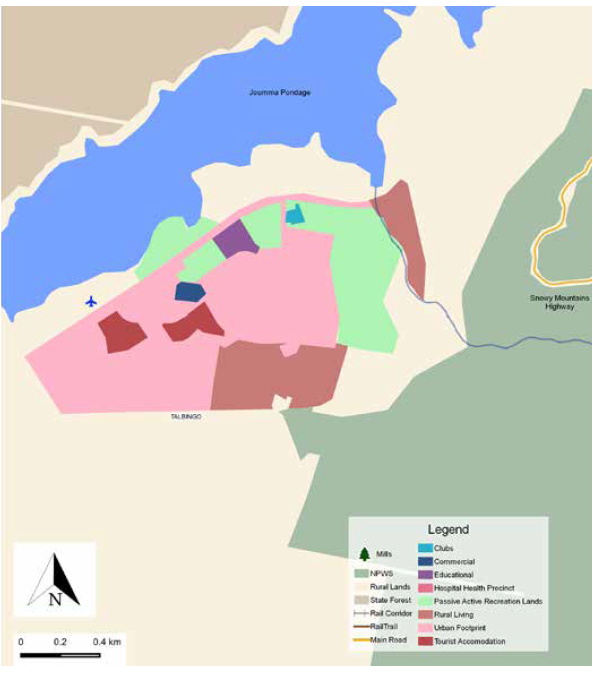 Joumma Pondage
Snowy Mountains
Highway
TALBINGO
Legend
Mills
NPWS
Rural Lands
State Forest
Rail Corridor
RailTrail
Main Road
Clubs
Commercial
Educational
Hospital Health Precinct
Passive Active Recreation Lands
Rural Living
Urban Footprint
Tourist Accomodation
N
0 0.2 0.4 km